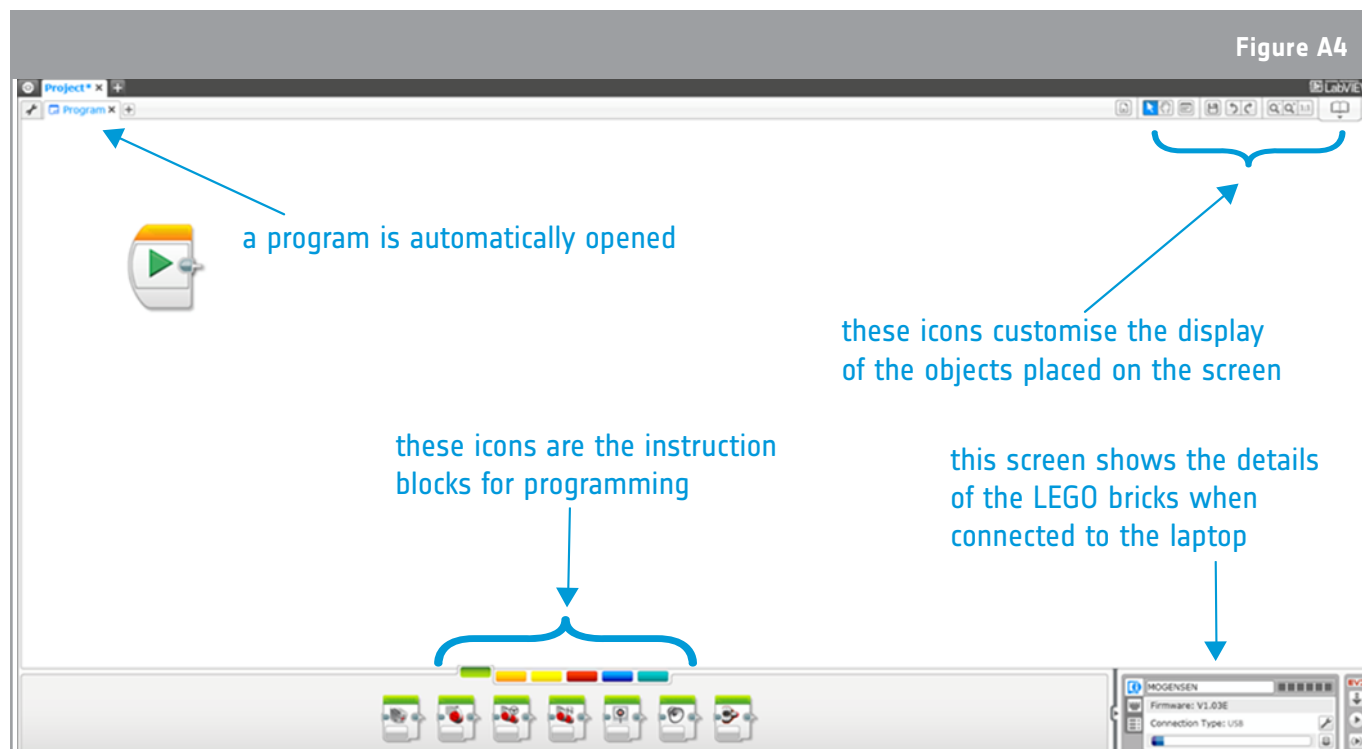 Figure A4
Project*
LabVIEW
Program
1:1
a program is automatically opened
these icons customise the display
of the objects placed on the screen
these icons are the instruction
blocks for programming
this screen shows the details
of the LEGO bricks when
connected to the laptop
MOGENSEN
Firmware: V1.03E
Connection Type: USB